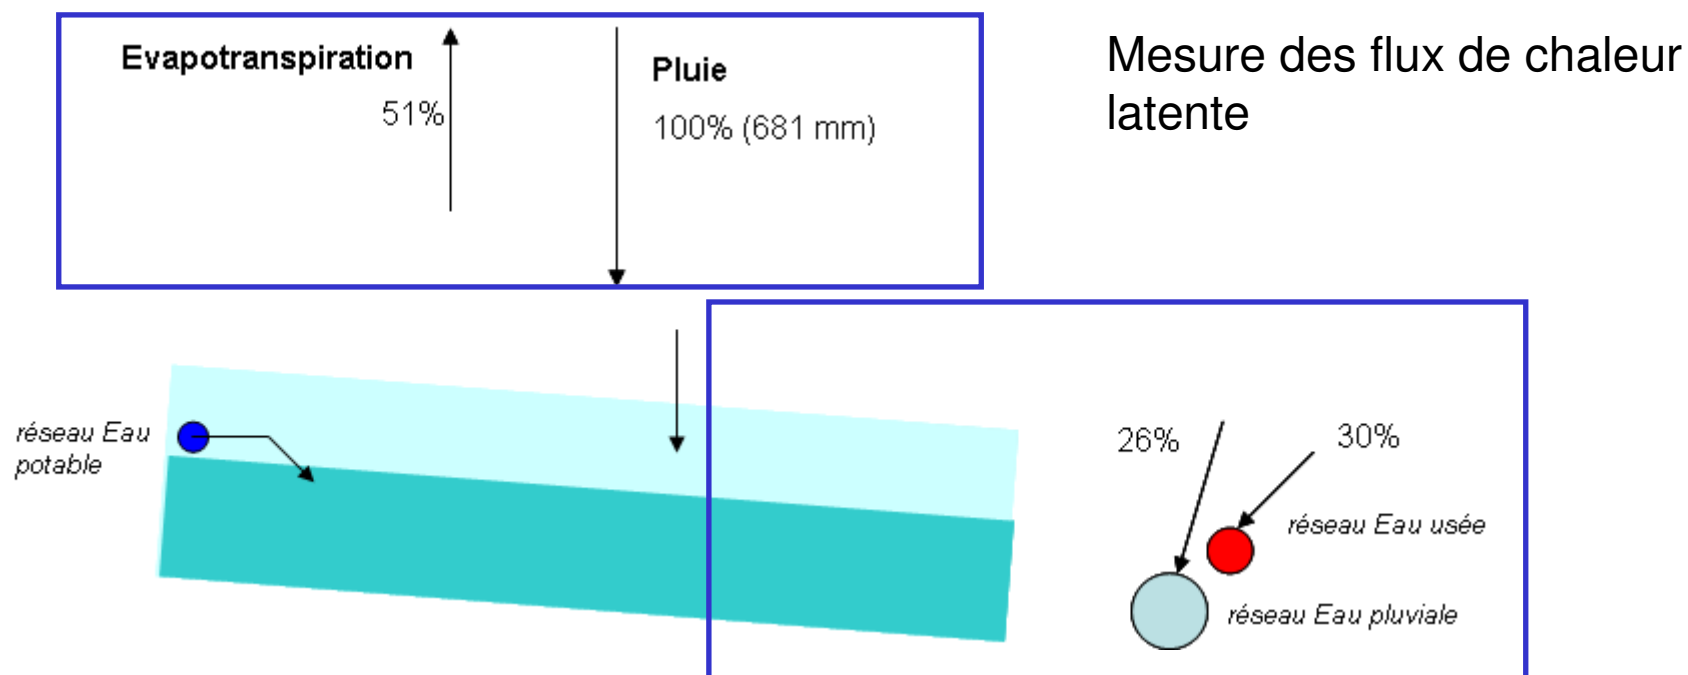 Evapotranspiration
51%
Pluie
100% (681 mm)
Mesure des flux de chaleur
latente
réseau Eau
potable
26%
30%
réseau Eau usée
réseau Eau pluviale